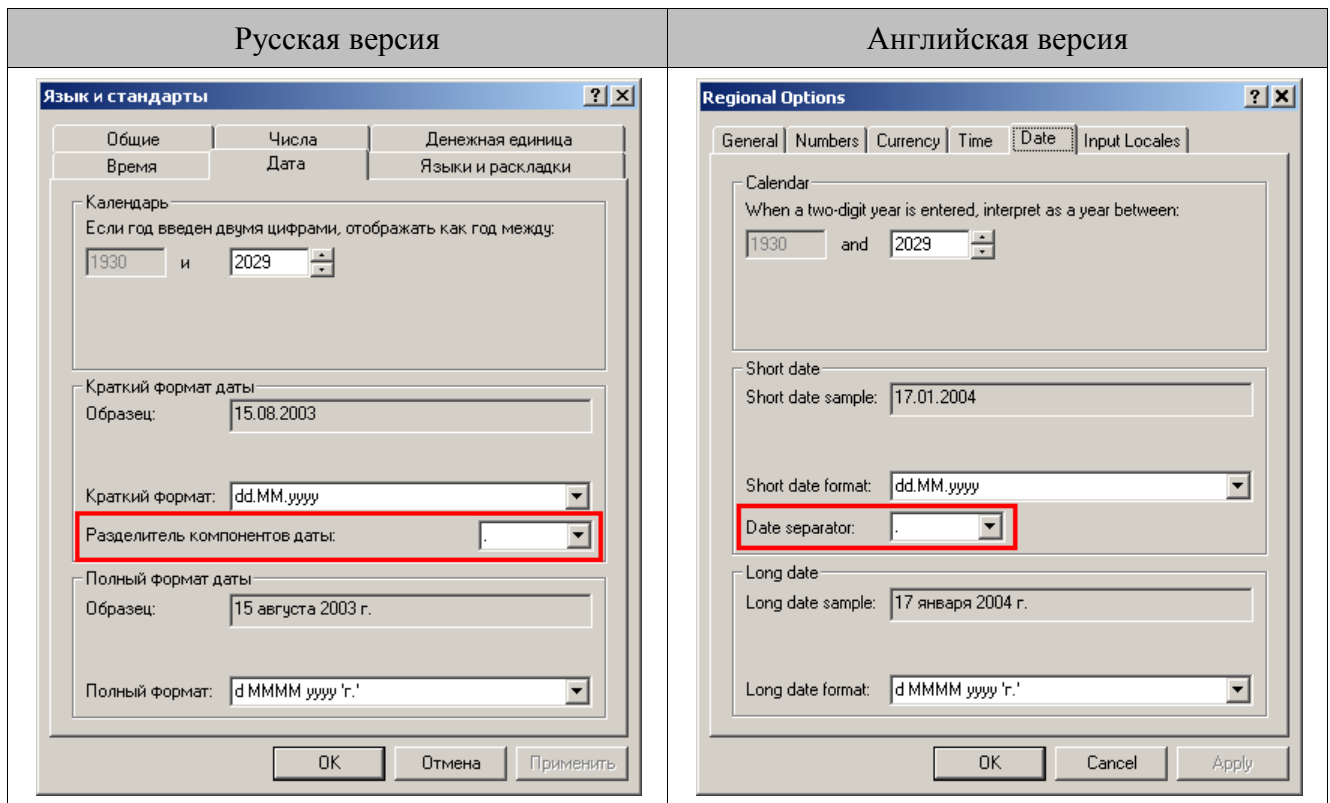 Русская версия
Английская версия
Язык и стандарты
Общие Числа Денежная единица
Время Дата Языки и раскладки
Календарь
Если год введен двумя цифрами, отображать как год между:
1930 и 2029
Краткий формат даты
Образец: 15.08.2003
Краткий формат: dd.MM.yyyy
Разделитель компонентов даты: .
Полный формат даты
Образец: 15 августа 2003 г.
Полный формат: d MMMM yyyy 'г.'
OK Отмена Применить
Regional Options
General Numbers Currency Time Date Input Locales
Calendar
When a two-digit year is entered, interpret as a year between:
1930 and 2029
Short date
Short date sample: 17.01.2004
Short date format: dd.MM.yyyy
Date separator: .
Long date
Long date sample: 17 января 2004 г.
Long date format: d MMMM yyyy 'г.'
OK Cancel Apply